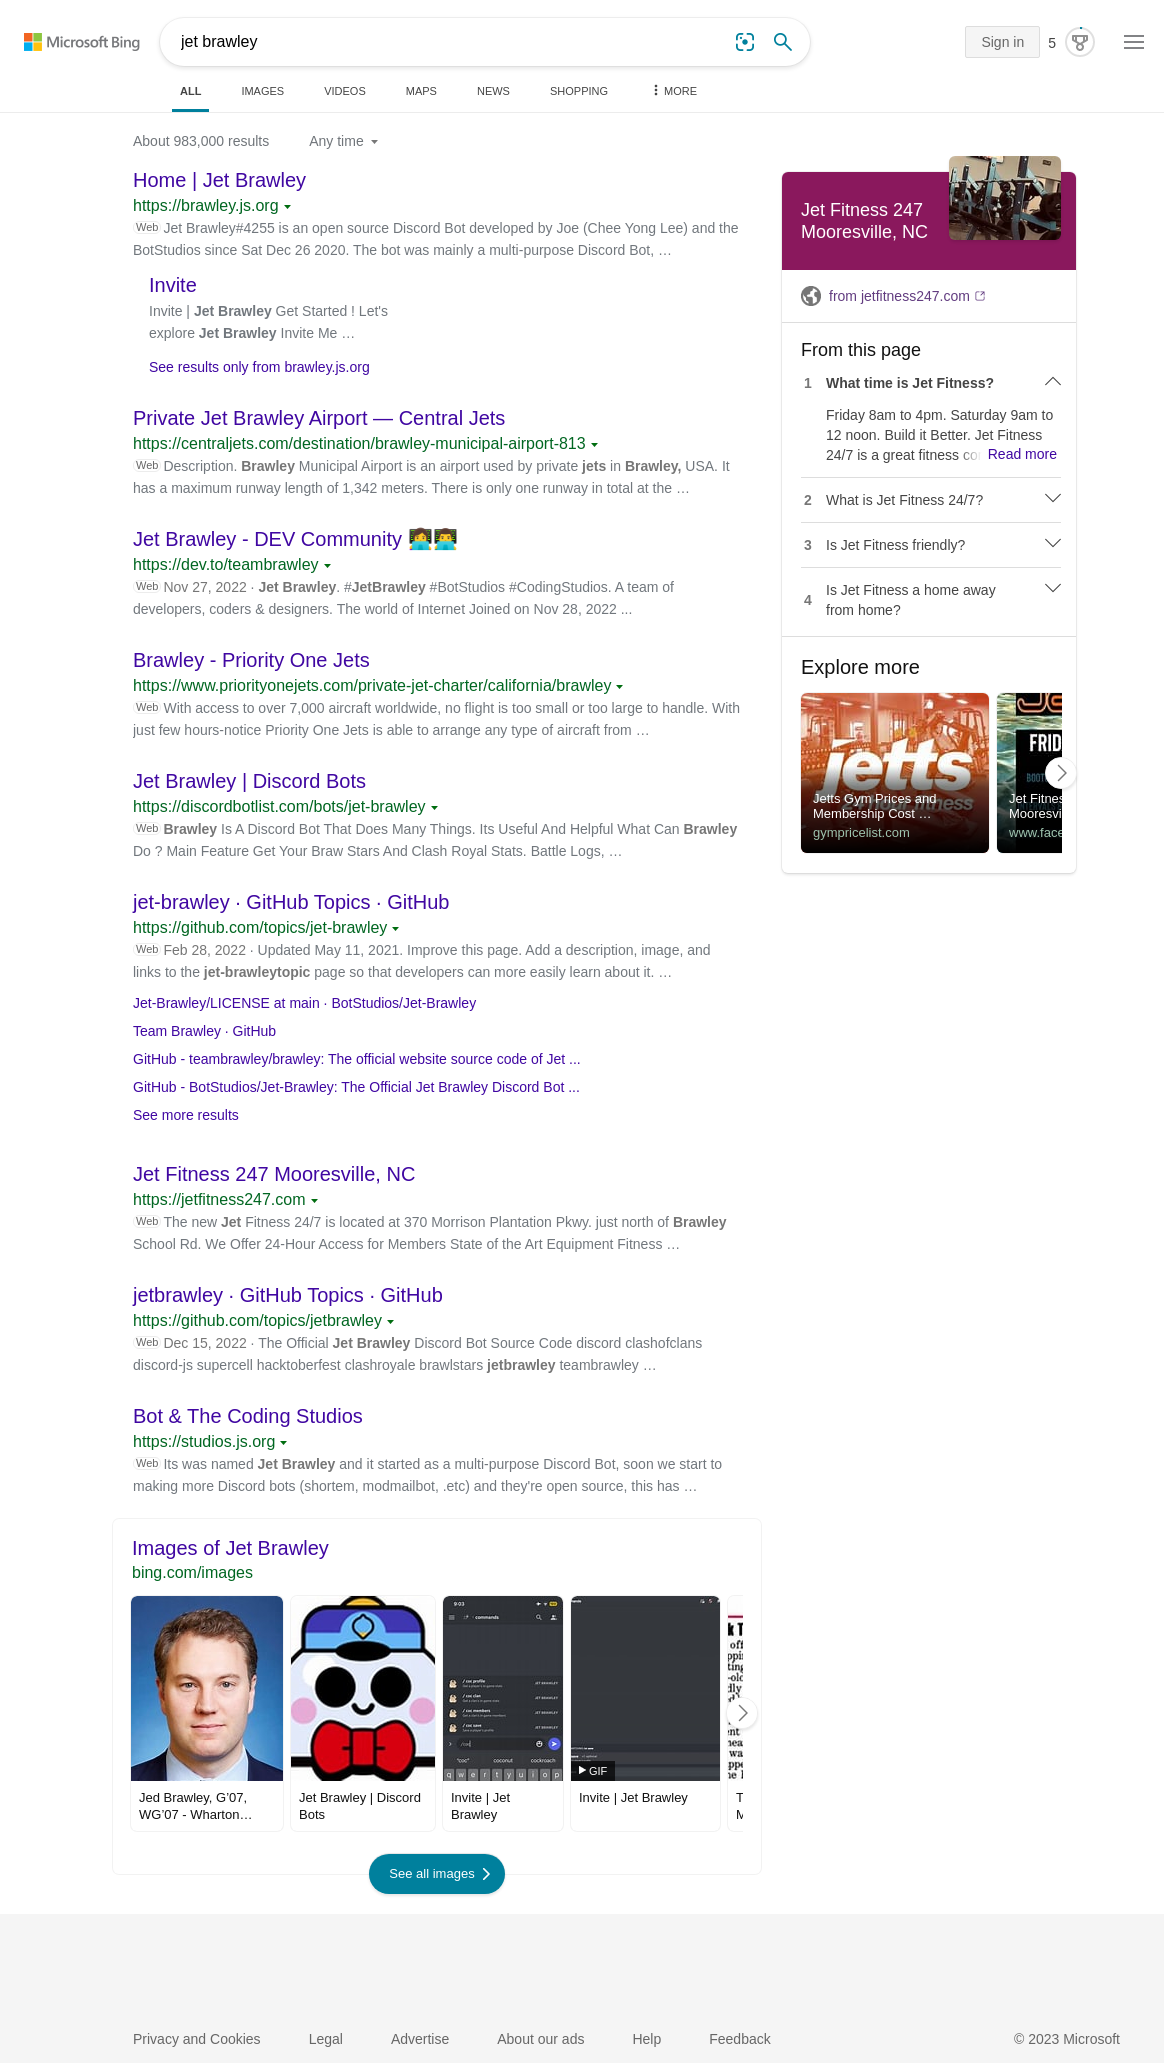 Microsoft Bing
jet brawley
Sign in
5
ALL
IMAGES
VIDEOS
MAPS
NEWS
SHOPPING
MORE
About 983,000 results
Any time
Home | Jet Brawley
https://brawley.js.org
Web Jet Brawley#4255 is an open source Discord Bot developed by Joe (Chee Yong Lee) and the
BotStudios since Sat Dec 26 2020. The bot was mainly a multi-purpose Discord Bot, …
Invite
Invite | Jet Brawley Get Started ! Let's
explore Jet Brawley Invite Me …
See results only from brawley.js.org
Private Jet Brawley Airport — Central Jets
https://centraljets.com/destination/brawley-municipal-airport-813
Web Description. Brawley Municipal Airport is an airport used by private jets in Brawley, USA. It
has a maximum runway length of 1,342 meters. There is only one runway in total at the …
Jet Brawley - DEV Community 👩‍💻👨‍💻
https://dev.to/teambrawley
Web Nov 27, 2022 · Jet Brawley. #JetBrawley #BotStudios #CodingStudios. A team of
developers, coders & designers. The world of Internet Joined on Nov 28, 2022 ...
Brawley - Priority One Jets
https://www.priorityonejets.com/private-jet-charter/california/brawley
Web With access to over 7,000 aircraft worldwide, no flight is too small or too large to handle. With
just few hours-notice Priority One Jets is able to arrange any type of aircraft from …
Jet Brawley | Discord Bots
https://discordbotlist.com/bots/jet-brawley
Web Brawley Is A Discord Bot That Does Many Things. Its Useful And Helpful What Can Brawley
Do ? Main Feature Get Your Braw Stars And Clash Royal Stats. Battle Logs, …
jet-brawley · GitHub Topics · GitHub
https://github.com/topics/jet-brawley
Web Feb 28, 2022 · Updated May 11, 2021. Improve this page. Add a description, image, and
links to the jet-brawleytopic page so that developers can more easily learn about it. …
Jet-Brawley/LICENSE at main · BotStudios/Jet-Brawley
Team Brawley · GitHub
GitHub - teambrawley/brawley: The official website source code of Jet ...
GitHub - BotStudios/Jet-Brawley: The Official Jet Brawley Discord Bot ...
See more results
Jet Fitness 247 Mooresville, NC
https://jetfitness247.com
Web The new Jet Fitness 24/7 is located at 370 Morrison Plantation Pkwy. just north of Brawley
School Rd. We Offer 24-Hour Access for Members State of the Art Equipment Fitness …
jetbrawley · GitHub Topics · GitHub
https://github.com/topics/jetbrawley
Web Dec 15, 2022 · The Official Jet Brawley Discord Bot Source Code discord clashofclans
discord-js supercell hacktoberfest clashroyale brawlstars jetbrawley teambrawley …
Bot & The Coding Studios
https://studios.js.org
Web Its was named Jet Brawley and it started as a multi-purpose Discord Bot, soon we start to
making more Discord bots (shortem, modmailbot, .etc) and they're open source, this has …
Images of Jet Brawley
bing.com/images
9:03
commands
/ coc profile
JET BRAWLEY
/ coc clan
JET BRAWLEY
/ coc members
JET BRAWLEY
/ coc save
JET BRAWLEY
/coc
"coc" coconut cockroach
q w e r t y u i o p
GIF
Jed Brawley, G'07,
WG'07 - Wharton…
Jet Brawley | Discord
Bots
Invite | Jet
Brawley
Invite | Jet Brawley
See all images
Jet Fitness 247
Mooresville, NC
from jetfitness247.com
From this page
1 What time is Jet Fitness?
Friday 8am to 4pm. Saturday 9am to
12 noon. Build it Better. Jet Fitness
24/7 is a great fitness co Read more
2 What is Jet Fitness 24/7?
3 Is Jet Fitness friendly?
4 Is Jet Fitness a home away
from home?
Explore more
jetts
24 hour fitness
Jetts Gym Prices and
Membership Cost …
gympricelist.com
FRID
BOOT
Jet Fitnes
Mooresvi
www.face
Privacy and Cookies
Legal
Advertise
About our ads
Help
Feedback
© 2023 Microsoft